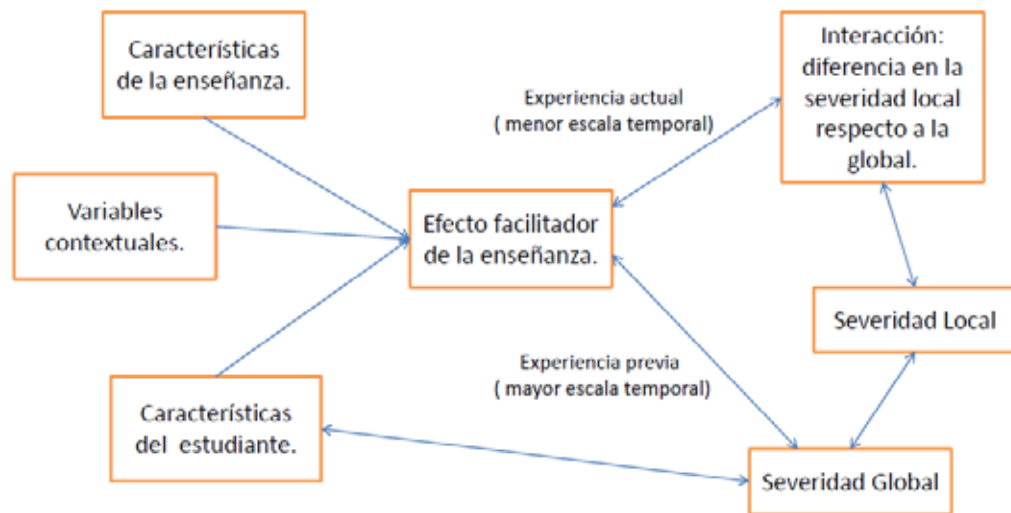 Características
de la enseñanza.
Variables
contextuales.
Características
del estudiante.
Efecto facilitador
de la enseñanza.
Experiencia actual
( menor escala temporal)
Experiencia previa
( mayor escala temporal)
Interacción:
diferencia en la
severidad local
respecto a la
global.
Severidad Local
Severidad Global